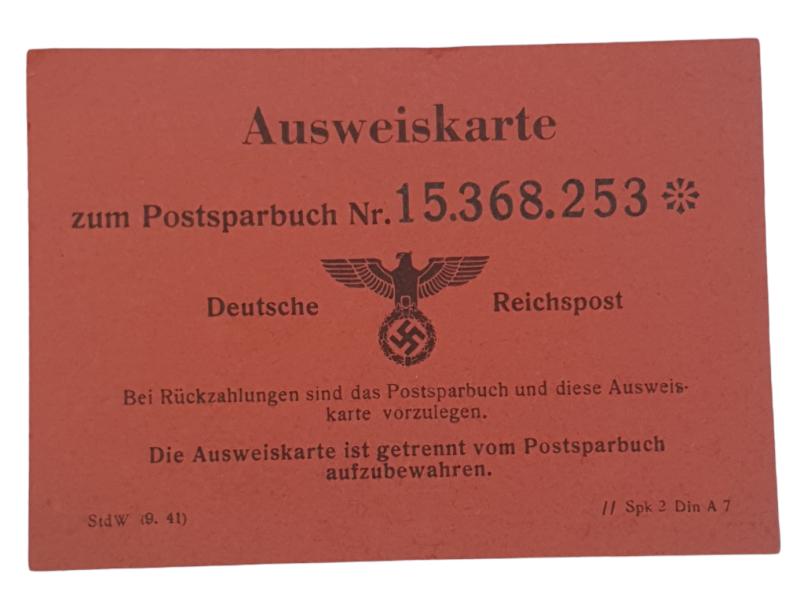 Ausweiskarte
zum Postsparbuch Nr. 15.368.253 ✻
Deutsche Reichspost
Bei Rückzahlungen sind das Postsparbuch und diese Ausweis-
karte vorzulegen.
Die Ausweiskarte ist getrennt vom Postsparbuch
aufzubewahren.
StdW (9. 41) // Spk 2 Din A 7